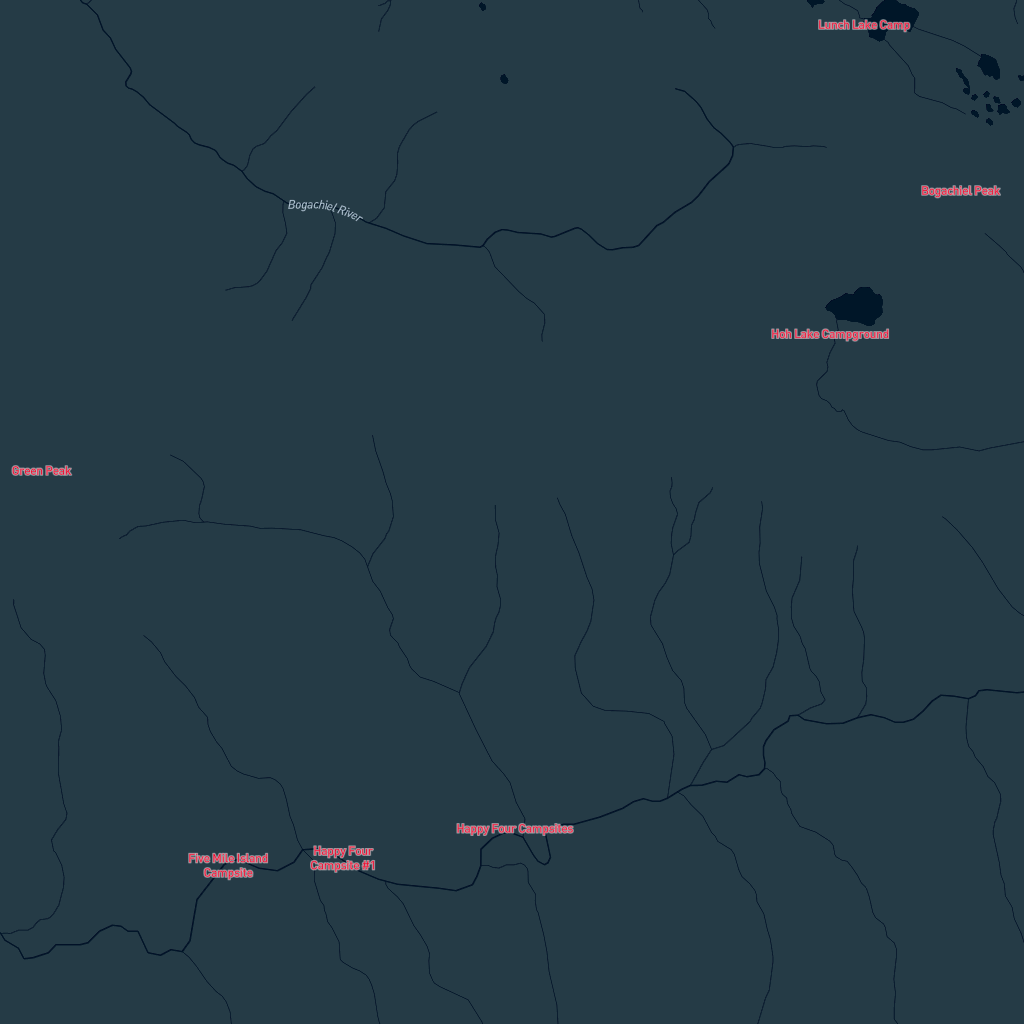 Lunch Lake Camp
Bogachiel Peak
Bogachiel River
Hoh Lake Campground
Green Peak
Happy Four Campsites
Happy Four
Campsite #1
Five Mile Island
Campsite